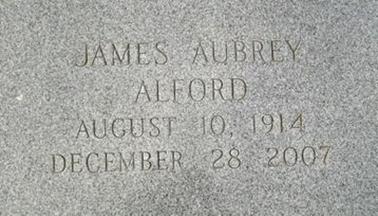 JAMES AUBREY
ALFORD
AUGUST 10, 1914
DECEMBER 28, 2007